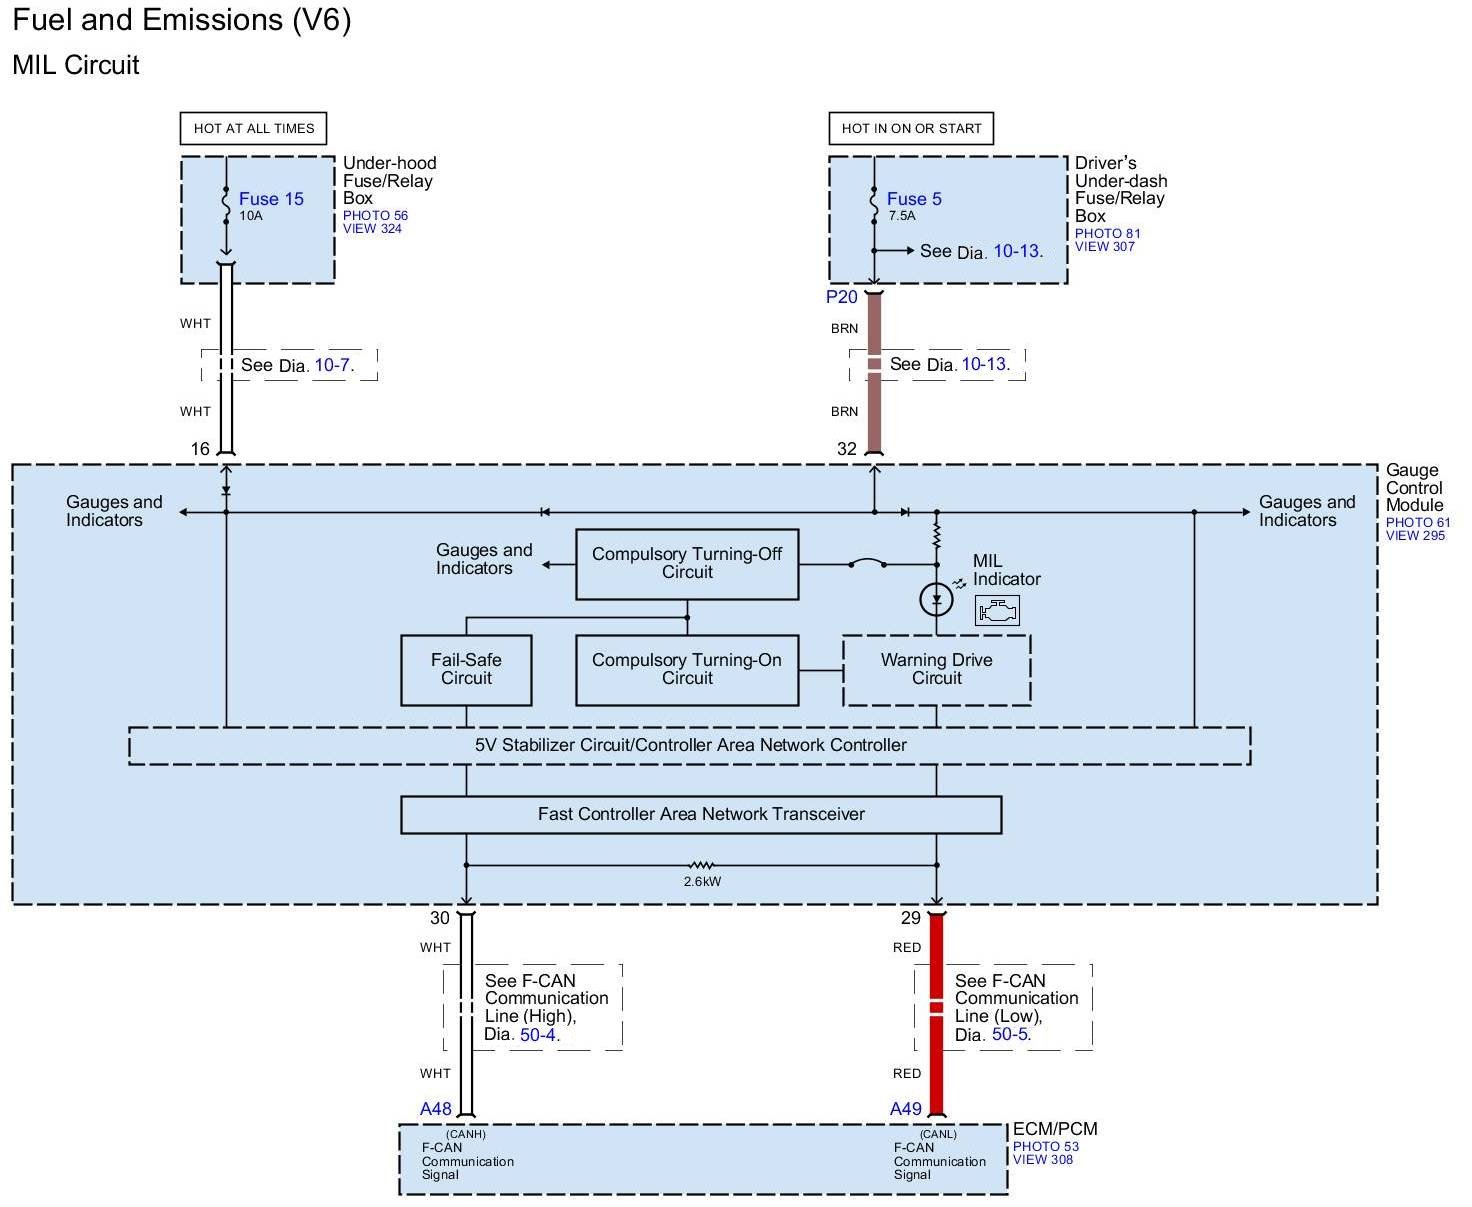 Fuel and Emissions (V6)
MIL Circuit
HOT AT ALL TIMES
Under-hood
Fuse/Relay
Box
PHOTO 56
VIEW 324
Fuse 15
10A
HOT IN ON OR START
Driver's
Under-dash
Fuse/Relay
Box
PHOTO 81
VIEW 307
Fuse 5
7.5A
See Dia. 10-13.
P20
WHT
See Dia. 10-7.
WHT
16
BRN
See Dia. 10-13.
BRN
32
Gauge
Control
Module
PHOTO 61
VIEW 295
Gauges and
Indicators
Gauges and
Indicators
Gauges and
Indicators
Compulsory Turning-Off
Circuit
MIL
Indicator
Fail-Safe
Circuit
Compulsory Turning-On
Circuit
Warning Drive
Circuit
5V Stabilizer Circuit/Controller Area Network Controller
Fast Controller Area Network Transceiver
2.6kW
30
WHT
See F-CAN
Communication
Line (High),
Dia. 50-4.
WHT
A48
29
RED
See F-CAN
Communication
Line (Low),
Dia. 50-5.
RED
A49
(CANH)
F-CAN
Communication
Signal
(CANL)
F-CAN
Communication
Signal
ECM/PCM
PHOTO 53
VIEW 308